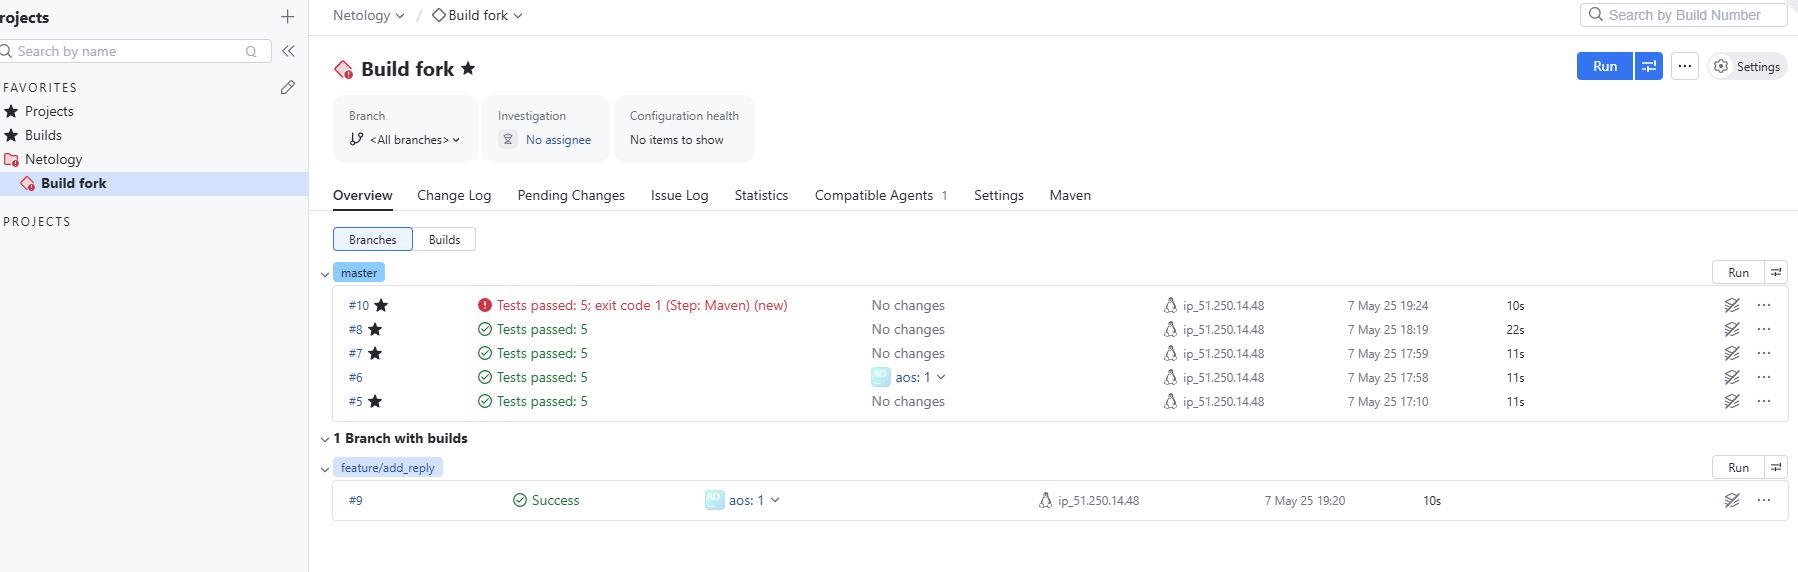 rojects
Search by name Q
FAVORITES
Projects
Builds
Netology
Build fork
PROJECTS
Netology / Build fork
Search by Build Number
Build fork
Run ... Settings
Branch
<All branches>
Investigation
No assignee
Configuration health
No items to show
Overview Change Log Pending Changes Issue Log Statistics Compatible Agents 1 Settings Maven
Branches Builds
master Run
#10 Tests passed: 5; exit code 1 (Step: Maven) (new) No changes ip_51.250.14.48 7 May 25 19:24 10s ...
#8 Tests passed: 5 No changes ip_51.250.14.48 7 May 25 18:19 22s ...
#7 Tests passed: 5 No changes ip_51.250.14.48 7 May 25 17:59 11s ...
#6 Tests passed: 5 AO aos: 1 ip_51.250.14.48 7 May 25 17:58 11s ...
#5 Tests passed: 5 No changes ip_51.250.14.48 7 May 25 17:10 11s ...
1 Branch with builds
feature/add_reply Run
#9 Success AO aos: 1 ip_51.250.14.48 7 May 25 19:20 10s ...